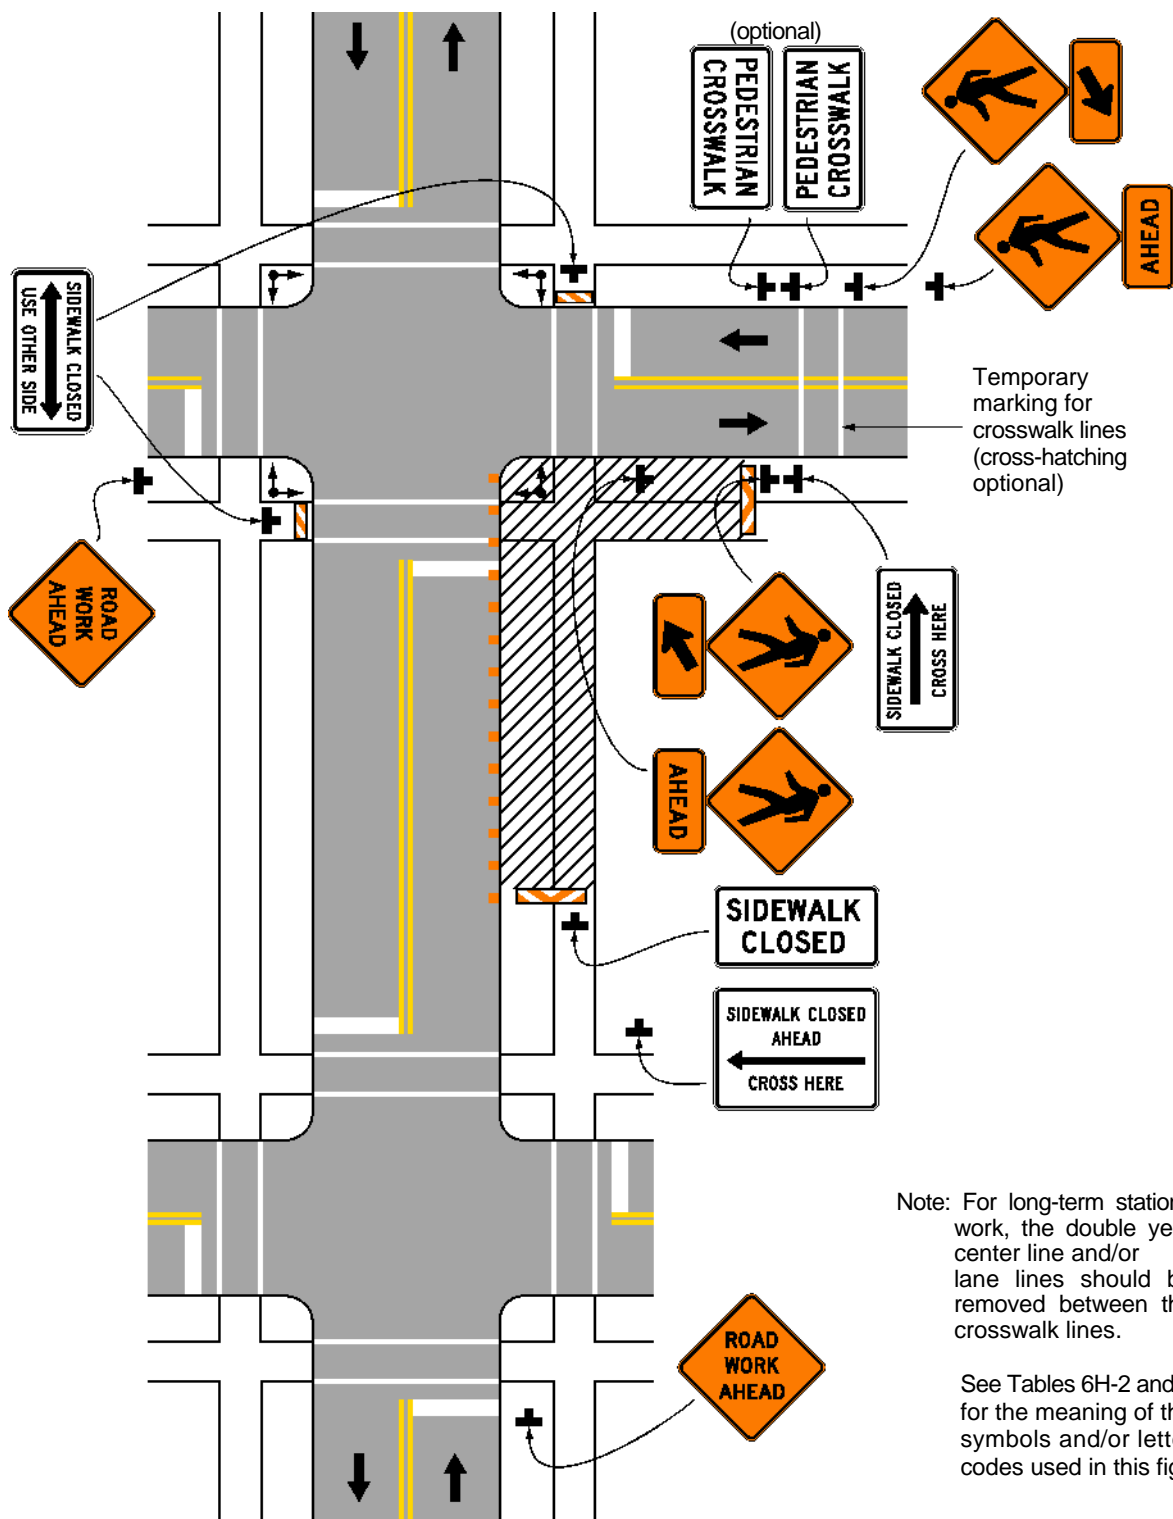 (optional)
PEDESTRIAN
CROSSWALK
PEDESTRIAN
CROSSWALK
AHEAD
SIDEWALK CLOSED
USE OTHER SIDE
Temporary
marking for
crosswalk lines
(cross-hatching
optional)
ROAD
WORK
AHEAD
SIDEWALK CLOSED
CROSS HERE
AHEAD
SIDEWALK
CLOSED
SIDEWALK CLOSED
AHEAD
CROSS HERE
Note: For long-term station
work, the double ye
center line and/or
lane lines should b
removed between th
crosswalk lines.
ROAD
WORK
AHEAD
See Tables 6H-2 and
for the meaning of th
symbols and/or lette
codes used in this fig